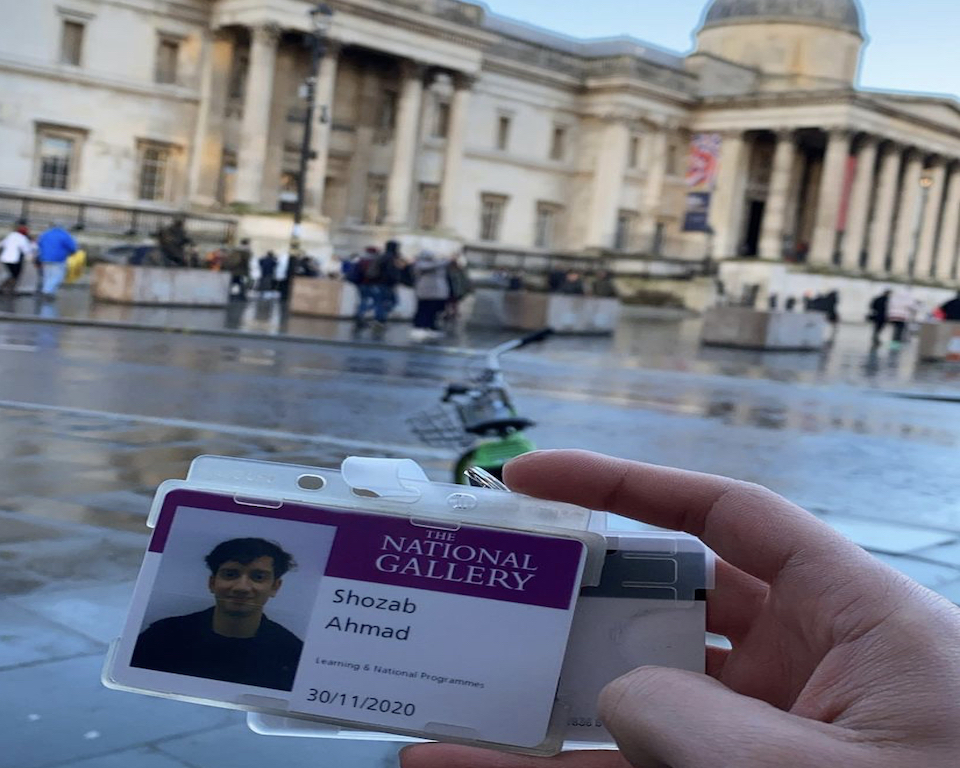 THE
NATIONAL
GALLERY
Shozab
Ahmad
Learning & National Programmes
30/11/2020